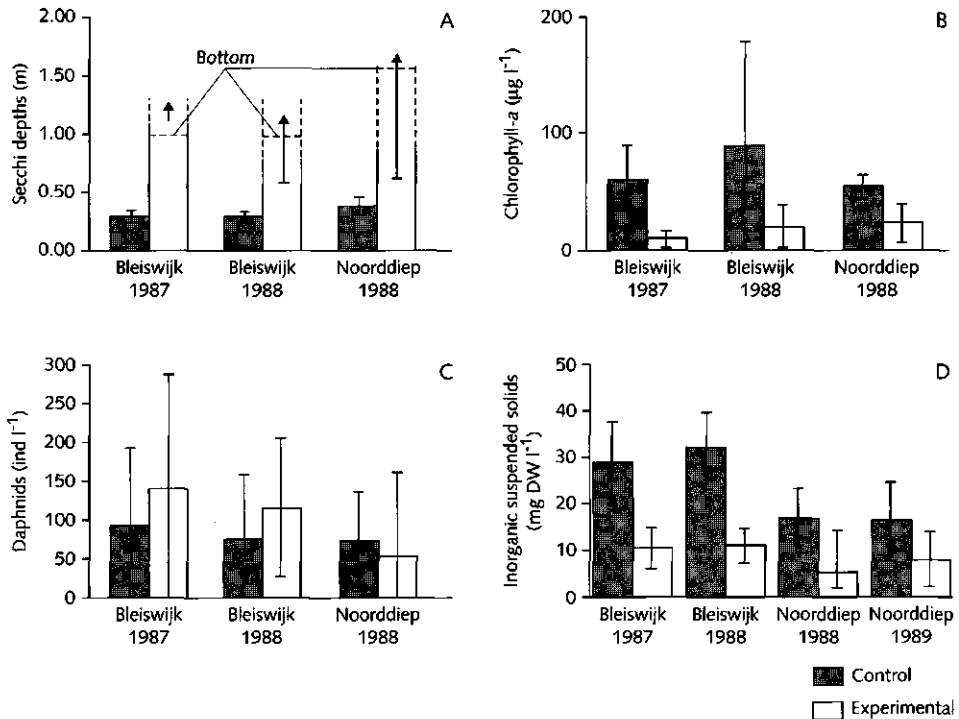 A
Secchi depths (m)
2.00
1.50
1.00
0.50
0.00
Bottom
Bleiswijk
1987
Bleiswijk
1988
Noorddiep
1988
B
Chlorophyll-a (µg l⁻¹)
200
100
0
Bleiswijk
1987
Bleiswijk
1988
Noorddiep
1988
C
Daphnids (ind l⁻¹)
300
250
200
150
100
50
0
Bleiswijk
1987
Bleiswijk
1988
Noorddiep
1988
D
Inorganic suspended solids
(mg DW l⁻¹)
50
40
30
20
10
0
Bleiswijk
1987
Bleiswijk
1988
Noorddiep
1988
Noorddiep
1989
Control
Experimental